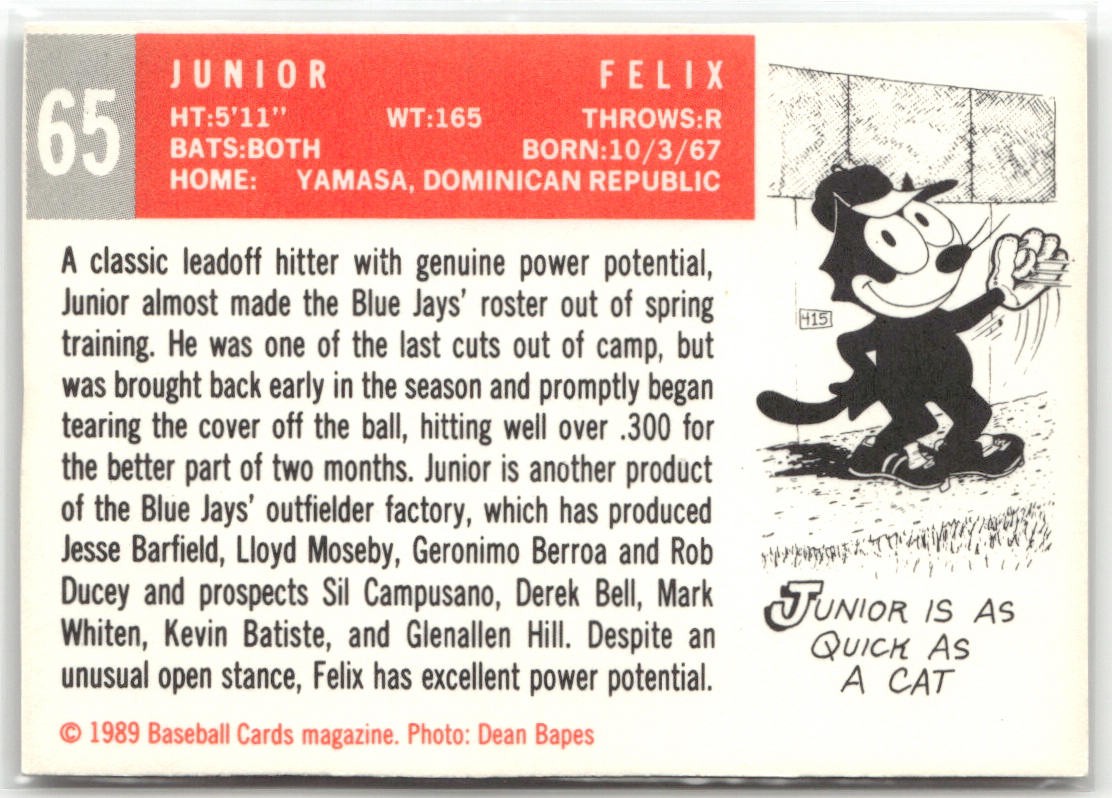 65
JUNIOR FELIX
HT:5'11" WT:165 THROWS:R
BATS:BOTH BORN:10/3/67
HOME: YAMASA, DOMINICAN REPUBLIC
A classic leadoff hitter with genuine power potential,
Junior almost made the Blue Jays' roster out of spring
training. He was one of the last cuts out of camp, but
was brought back early in the season and promptly began
tearing the cover off the ball, hitting well over .300 for
the better part of two months. Junior is another product
of the Blue Jays' outfielder factory, which has produced
Jesse Barfield, Lloyd Moseby, Geronimo Berroa and Rob
Ducey and prospects Sil Campusano, Derek Bell, Mark
Whiten, Kevin Batiste, and Glenallen Hill. Despite an
unusual open stance, Felix has excellent power potential.
© 1989 Baseball Cards magazine. Photo: Dean Bapes
415
JUNIOR IS AS
QUICK AS
A CAT